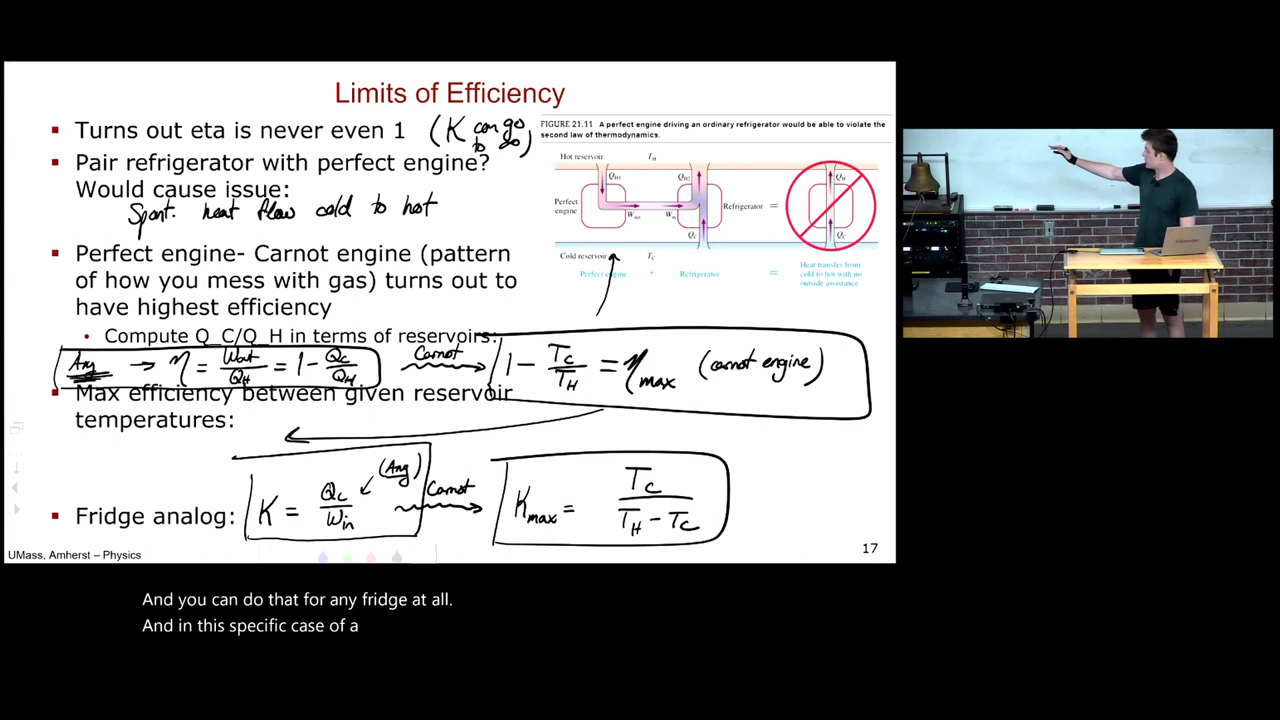 Limits of Efficiency
▪ Turns out eta is never even 1 (K can go to ∞)
▪ Pair refrigerator with perfect engine?
Would cause issue:
Spont. heat flow cold to hot
FIGURE 21.11 A perfect engine driving an ordinary refrigerator would be able to violate the
second law of thermodynamics.
Hot reservoir T_H
Q_H1 Q_H2 Q_H
Perfect
engine
W_out W_in
Refrigerator =
Q_C Q_C
Cold reservoir T_C
Perfect engine + Refrigerator =
Heat transfer from
cold to hot with no
outside assistance
▪ Perfect engine- Carnot engine (pattern
of how you mess with gas) turns out to
have highest efficiency
• Compute Q_C/Q_H in terms of reservoirs:
Any → η = W_out/Q_H = 1 - Q_C/Q_H Carnot 1 - T_C/T_H = η_max (carnot engine)
▪ Max efficiency between given reservoir
temperatures:
▪ Fridge analog: K = Q_C/W_in (Any) Carnot K_max = T_C/(T_H - T_C)
UMass, Amherst – Physics
17
And you can do that for any fridge at all.
And in this specific case of a